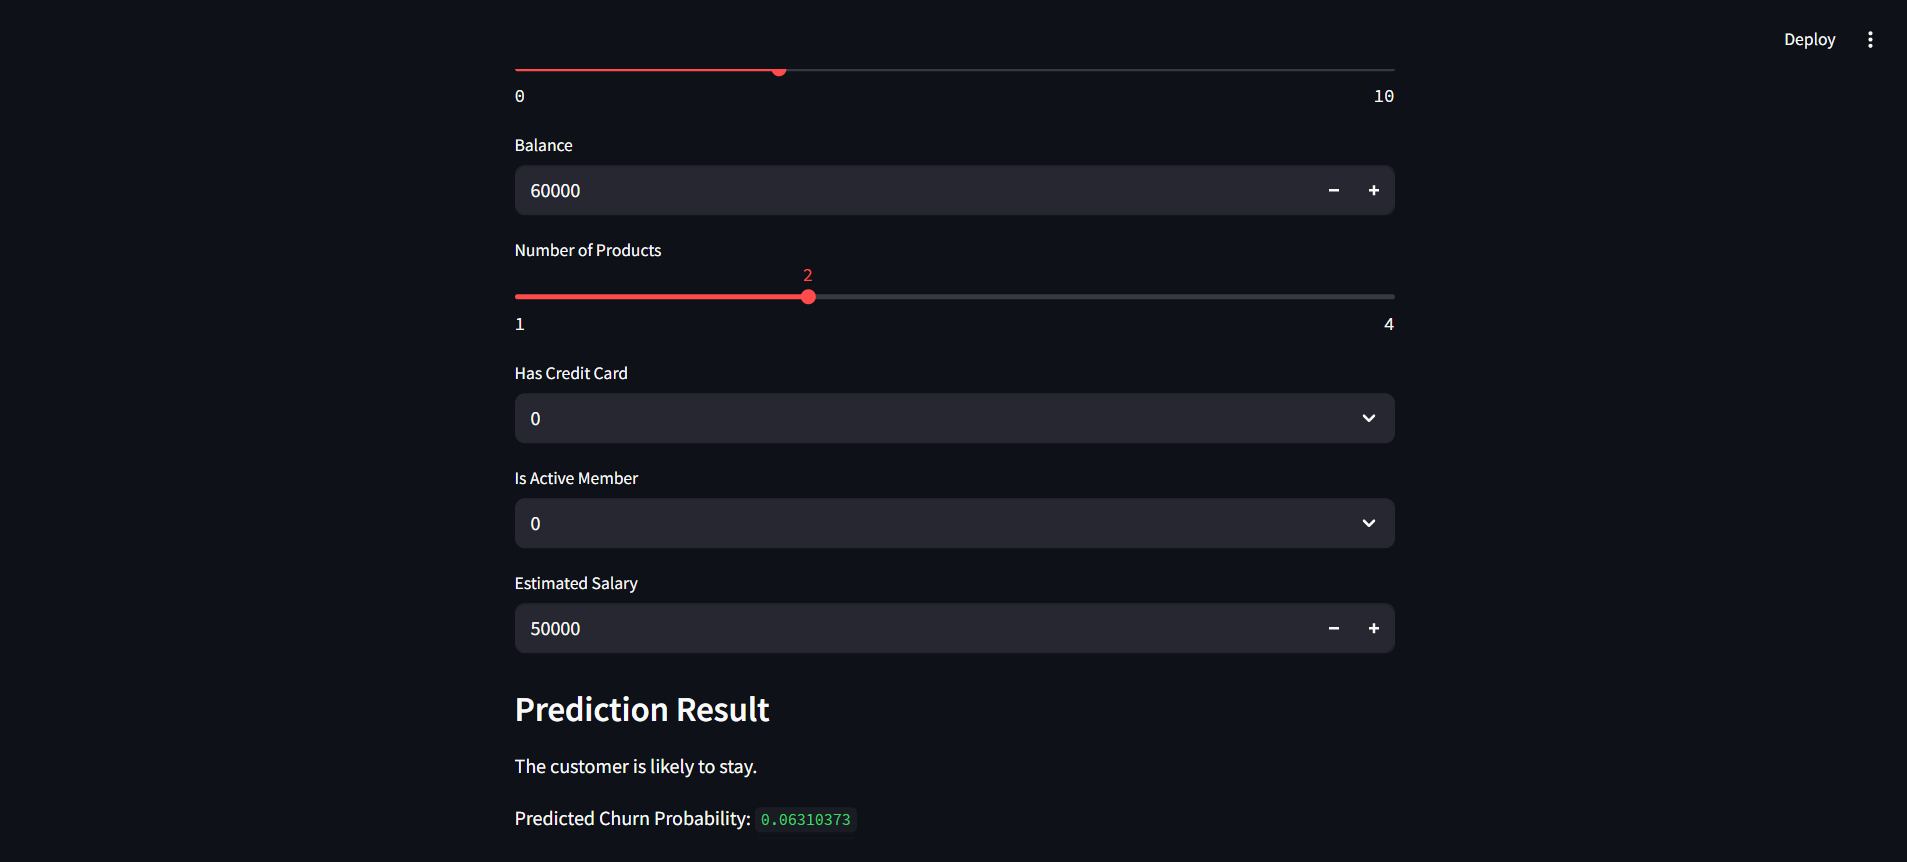 Deploy
0
10
Balance
60000
Number of Products
2
1
4
Has Credit Card
0
Is Active Member
0
Estimated Salary
50000
Prediction Result
The customer is likely to stay.
Predicted Churn Probability: 0.06310373